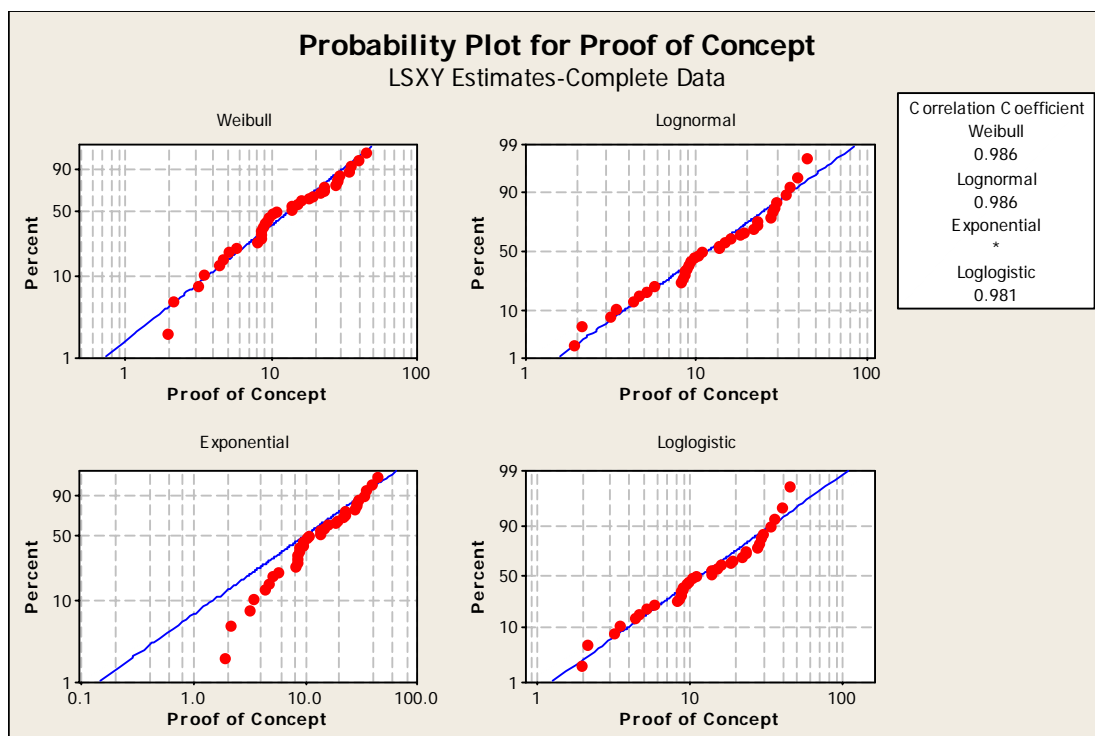 Probability Plot for Proof of Concept
LSXY Estimates-Complete Data
Weibull
Lognormal
Percent
90
50
10
1
1
10
100
Proof of Concept
Percent
99
90
50
10
1
1
10
100
Proof of Concept
Correlation Coefficient
Weibull
0.986
Lognormal
0.986
Exponential
*
Loglogistic
0.981
Exponential
Loglogistic
Percent
90
50
10
1
0.1
1.0
10.0
100.0
Proof of Concept
Percent
99
90
50
10
1
1
10
100
Proof of Concept